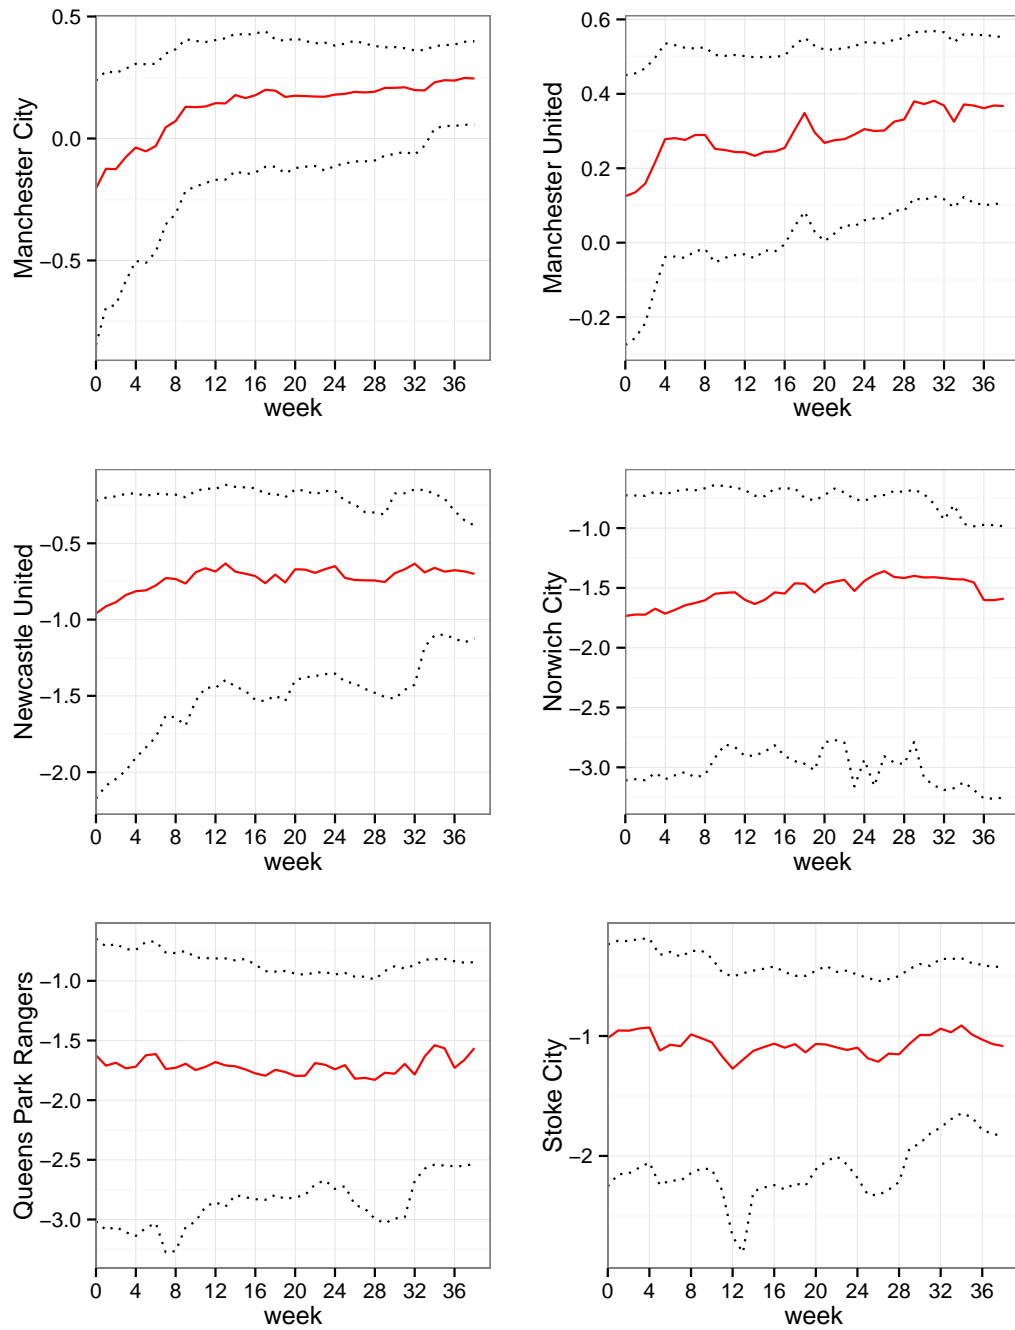 Manchester City
0.5
0.0
−0.5
0 4 8 12 16 20 24 28 32 36
week
Manchester United
0.6
0.4
0.2
0.0
−0.2
0 4 8 12 16 20 24 28 32 36
week
Newcastle United
−0.5
−1.0
−1.5
−2.0
0 4 8 12 16 20 24 28 32 36
week
Norwich City
−1.0
−1.5
−2.0
−2.5
−3.0
0 4 8 12 16 20 24 28 32 36
week
Queens Park Rangers
−1.0
−1.5
−2.0
−2.5
−3.0
0 4 8 12 16 20 24 28 32 36
week
Stoke City
−1
−2
0 4 8 12 16 20 24 28 32 36
week